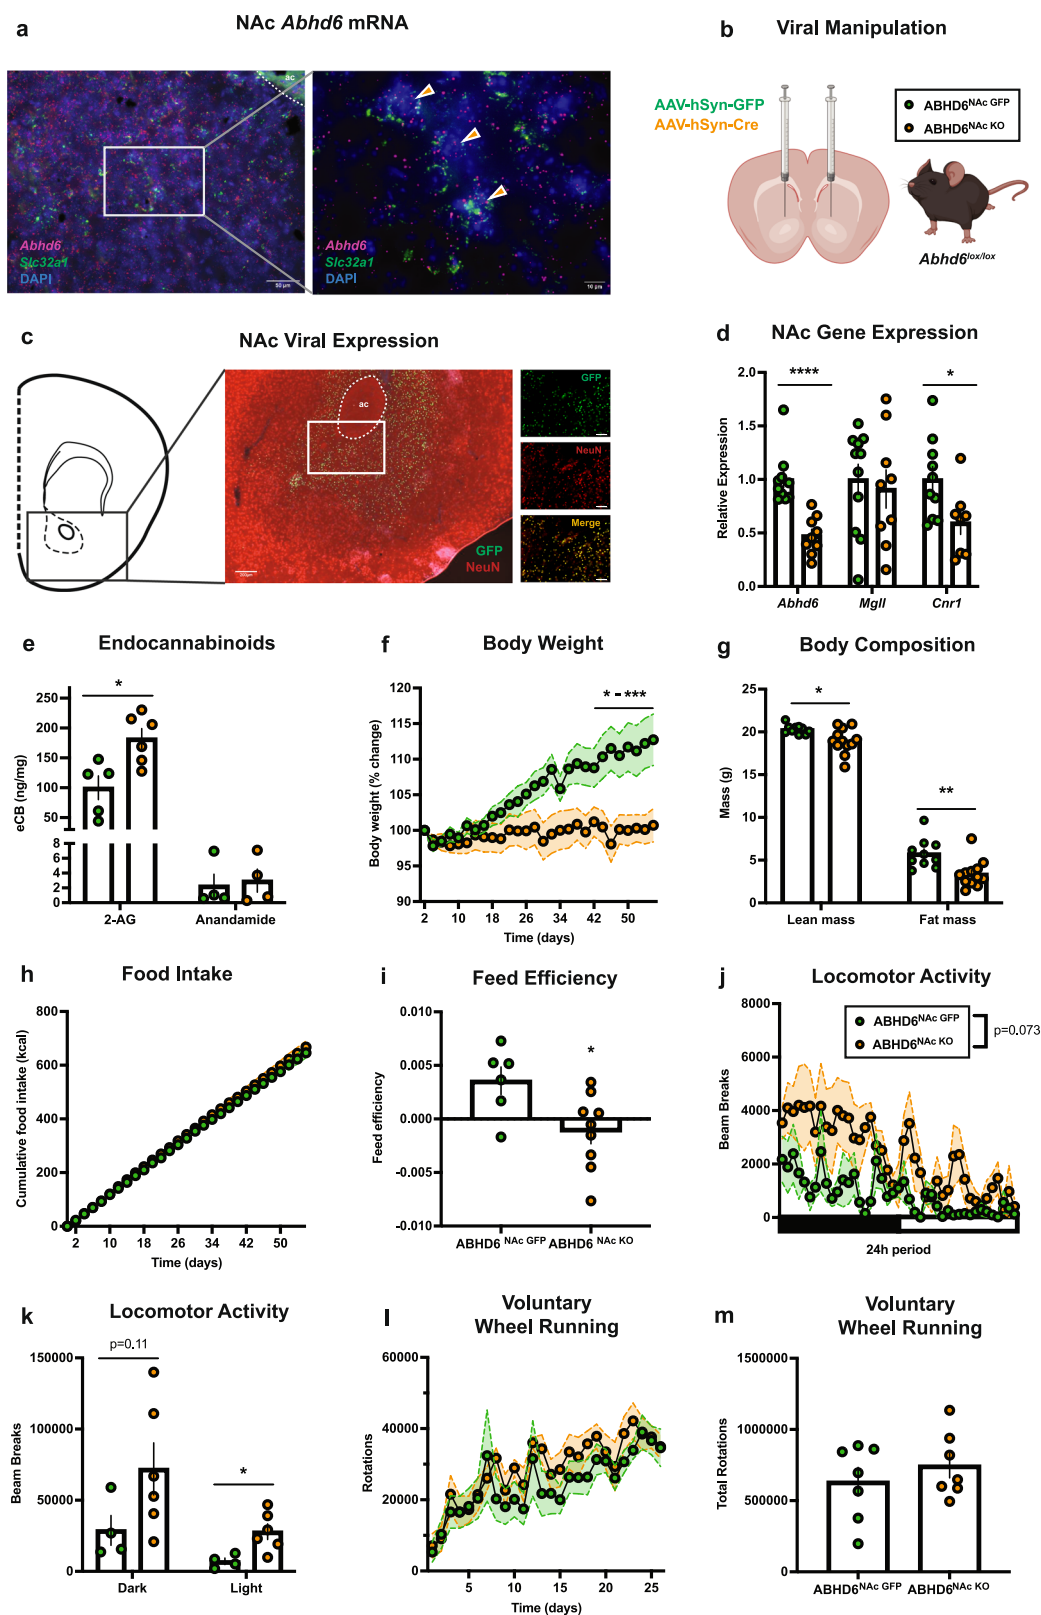 a
NAc Abhd6 mRNA
ac
Abhd6
Slc32a1
DAPI
50 μm
Abhd6
Slc32a1
DAPI
10 μm
b
Viral Manipulation
AAV-hSyn-GFP
AAV-hSyn-Cre
ABHD6NAc GFP
ABHD6NAc KO
Abhd6lox/lox
c
NAc Viral Expression
ac
GFP
NeuN
GFP
NeuN
Merge
d
NAc Gene Expression
****
*
Relative Expression
2.0
1.5
1.0
0.5
0.0
Abhd6
Mgll
Cnr1
e
Endocannabinoids
*
eCB (ng/mg)
250
200
150
100
50
8
6
4
2
0
2-AG
Anandamide
f
Body Weight
* - ***
Body weight (% change)
120
115
110
105
100
95
90
2 10 18 26 34 42 50
Time (days)
g
Body Composition
*
**
Mass (g)
25
20
15
10
5
0
Lean mass
Fat mass
h
Food Intake
Cumulative food intake (kcal)
800
600
400
200
0
2 10 18 26 34 42 50
Time (days)
i
Feed Efficiency
*
Feed efficiency
0.010
0.005
0.000
-0.005
-0.010
ABHD6 NAc GFP
ABHD6 NAc KO
j
Locomotor Activity
ABHD6NAc GFP
ABHD6NAc KO
p=0.073
Beam Breaks
8000
6000
4000
2000
0
24h period
k
Locomotor Activity
p=0.11
*
Beam Breaks
150000
100000
50000
0
Dark
Light
l
Voluntary
Wheel Running
Rotations
60000
40000
20000
0
5 10 15 20 25
Time (days)
m
Voluntary
Wheel Running
Total Rotations
1500000
1000000
500000
0
ABHD6NAc GFP
ABHD6NAc KO